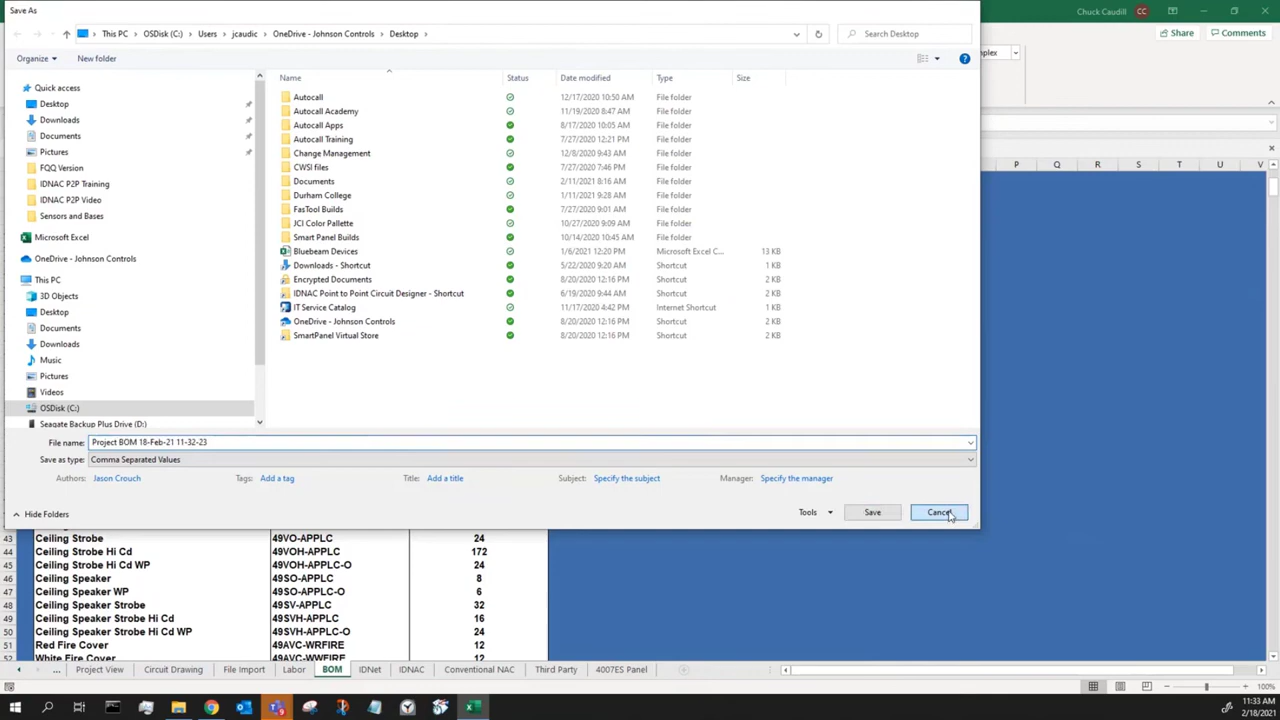 Save As
Chuck Caudill CC
This PC > OSDisk (C:) > Users > jcaudic > OneDrive - Johnson Controls > Desktop >
Search Desktop
Share Comments
Organize New folder
Name Status Date modified Type Size
Quick access
Desktop
Downloads
Documents
Pictures
FQQ Version
IDNAC P2P Training
IDNAC P2P Video
Sensors and Bases
Microsoft Excel
OneDrive - Johnson Controls
This PC
3D Objects
Desktop
Documents
Downloads
Music
Pictures
Videos
OSDisk (C:)
Seagate Backup Plus Drive (D:)
Autocall 12/17/2020 10:50 AM File folder
Autocall Academy 11/19/2020 8:47 AM File folder
Autocall Apps 8/17/2020 10:05 AM File folder
Autocall Training 7/27/2020 12:21 PM File folder
Change Management 12/8/2020 9:43 AM File folder
CWSI files 7/27/2020 7:46 PM File folder
Documents 2/11/2021 8:16 AM File folder
Durham College 1/11/2021 9:28 AM File folder
FasTool Builds 7/27/2020 9:01 AM File folder
JCI Color Pallette 10/27/2020 9:09 AM File folder
Smart Panel Builds 10/14/2020 10:45 AM File folder
Bluebeam Devices 1/6/2021 12:20 PM Microsoft Excel C... 13 KB
Downloads - Shortcut 5/22/2020 9:20 AM Shortcut 1 KB
Encrypted Documents 8/20/2020 12:16 PM Shortcut 2 KB
IDNAC Point to Point Circuit Designer - Shortcut 6/19/2020 9:44 AM Shortcut 2 KB
IT Service Catalog 11/17/2020 4:42 PM Internet Shortcut 1 KB
OneDrive - Johnson Controls 8/20/2020 12:16 PM Shortcut 2 KB
SmartPanel Virtual Store 8/20/2020 12:16 PM Shortcut 2 KB
P Q R S T U V
File name: Project BOM 18-Feb-21 11-32-23
Save as type: Comma Separated Values
Authors: Jason Crouch Tags: Add a tag Title: Add a title Subject: Specify the subject Manager: Specify the manager
Hide Folders Tools Save Cancel
43 Ceiling Strobe 49VO-APPLC 24
44 Ceiling Strobe Hi Cd 49VOH-APPLC 172
45 Ceiling Strobe Hi Cd WP 49VOH-APPLC-O 24
46 Ceiling Speaker 49SO-APPLC 8
47 Ceiling Speaker WP 49SO-APPLC-O 6
48 Ceiling Speaker Strobe 49SV-APPLC 32
49 Ceiling Speaker Strobe Hi Cd 49SVH-APPLC 16
50 Ceiling Speaker Strobe Hi Cd WP 49SVH-APPLC-O 24
51 Red Fire Cover 49AVC-WRFIRE 12
52 White Fire Cover 49AVC-WWFIRE 12
... Project View Circuit Drawing File Import Labor BOM IDNet IDNAC Conventional NAC Third Party 4007ES Panel
100%
11:33 AM
2/18/2021